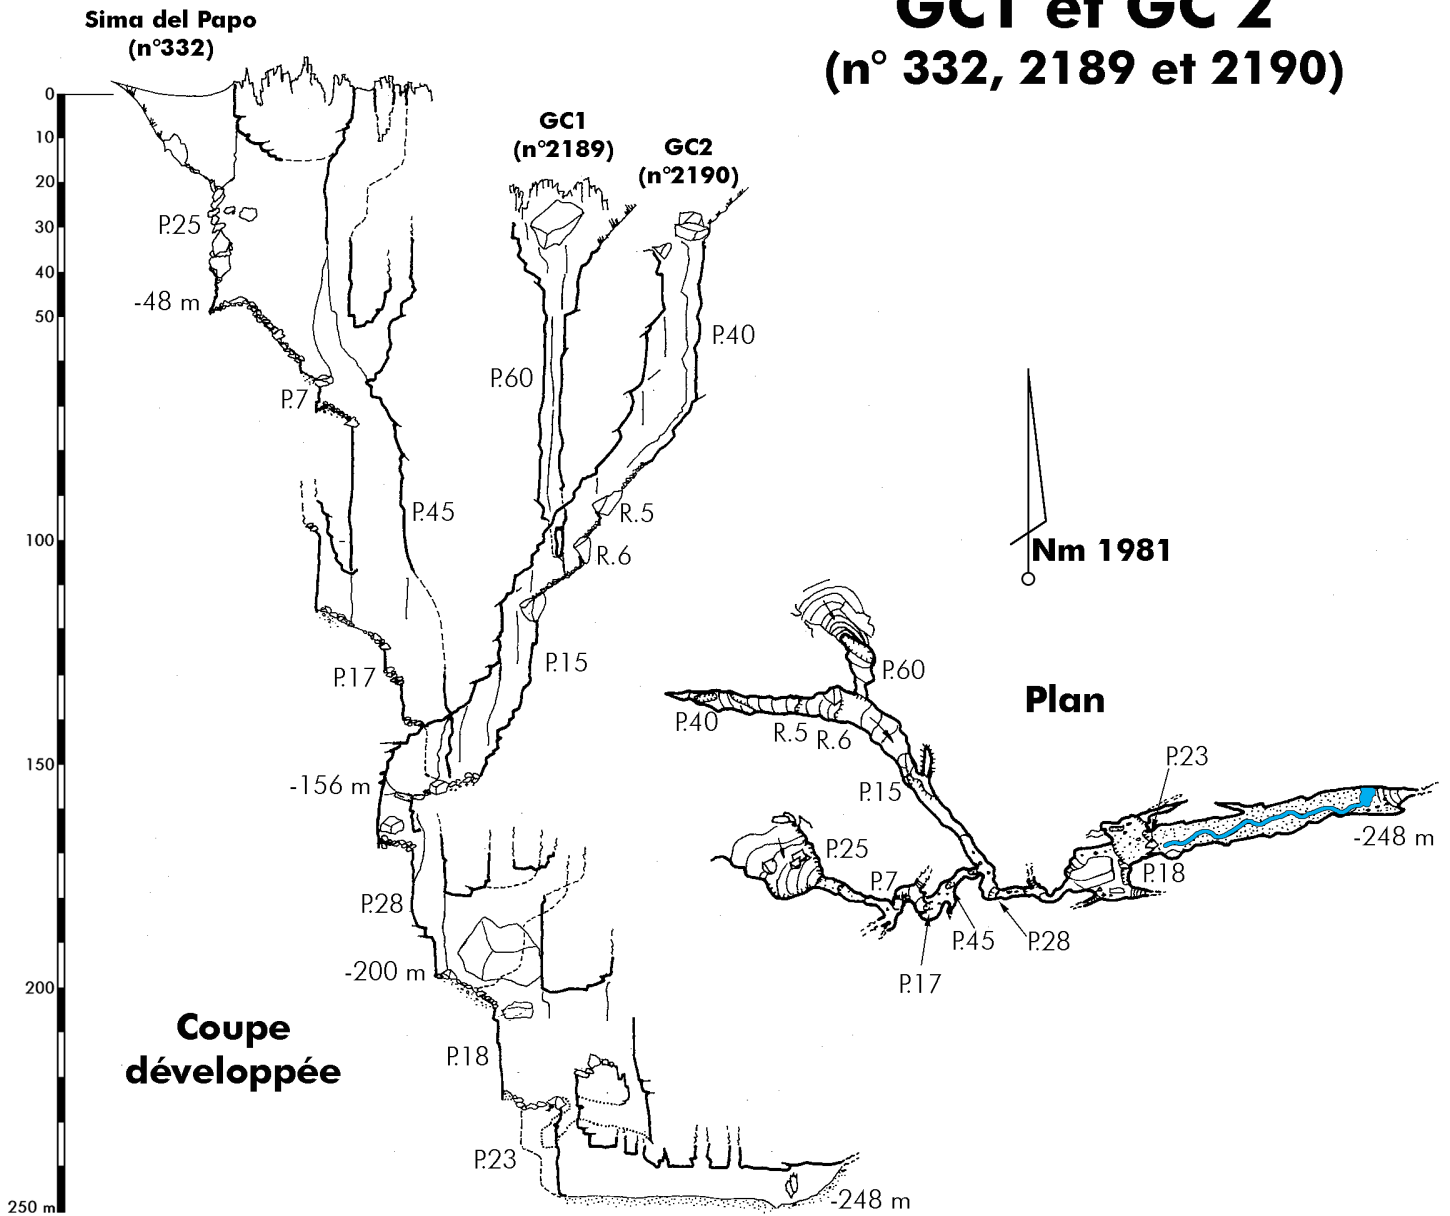 GC1 et GC 2
(n° 332, 2189 et 2190)
Sima del Papo
(n°332)
GC1
(n°2189)
GC2
(n°2190)
0
10
20
30
40
50
100
150
200
250 m
P.25
-48 m
P.7
P.45
P.17
-156 m
P.28
-200 m
P.18
P.23
-248 m
P.60
P.40
R.5
R.6
P.15
Coupe
développée
Nm 1981
Plan
P.60
P.40
R.5
R.6
P.15
P.25
P.7
P.17
P.45
P.28
P.23
P.18
-248 m